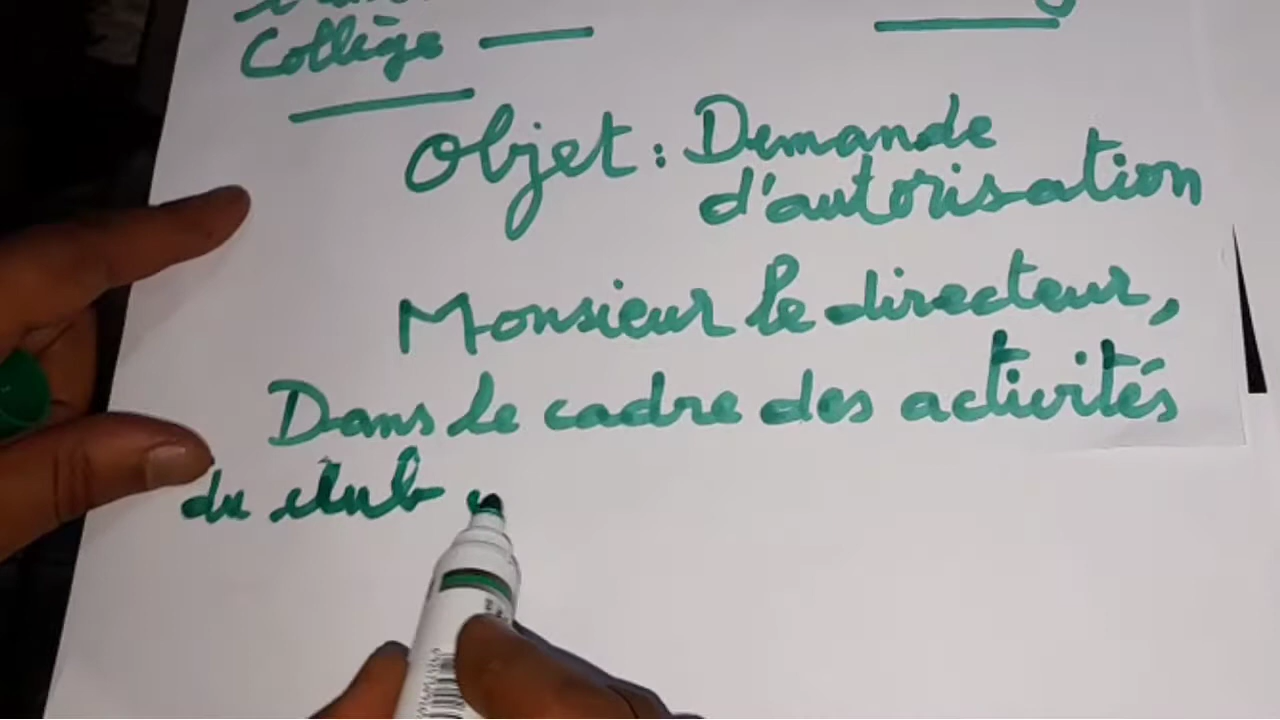 Collège
Objet : Demande
d'autorisation
Monsieur le directeur,
Dans le cadre des activités
du club